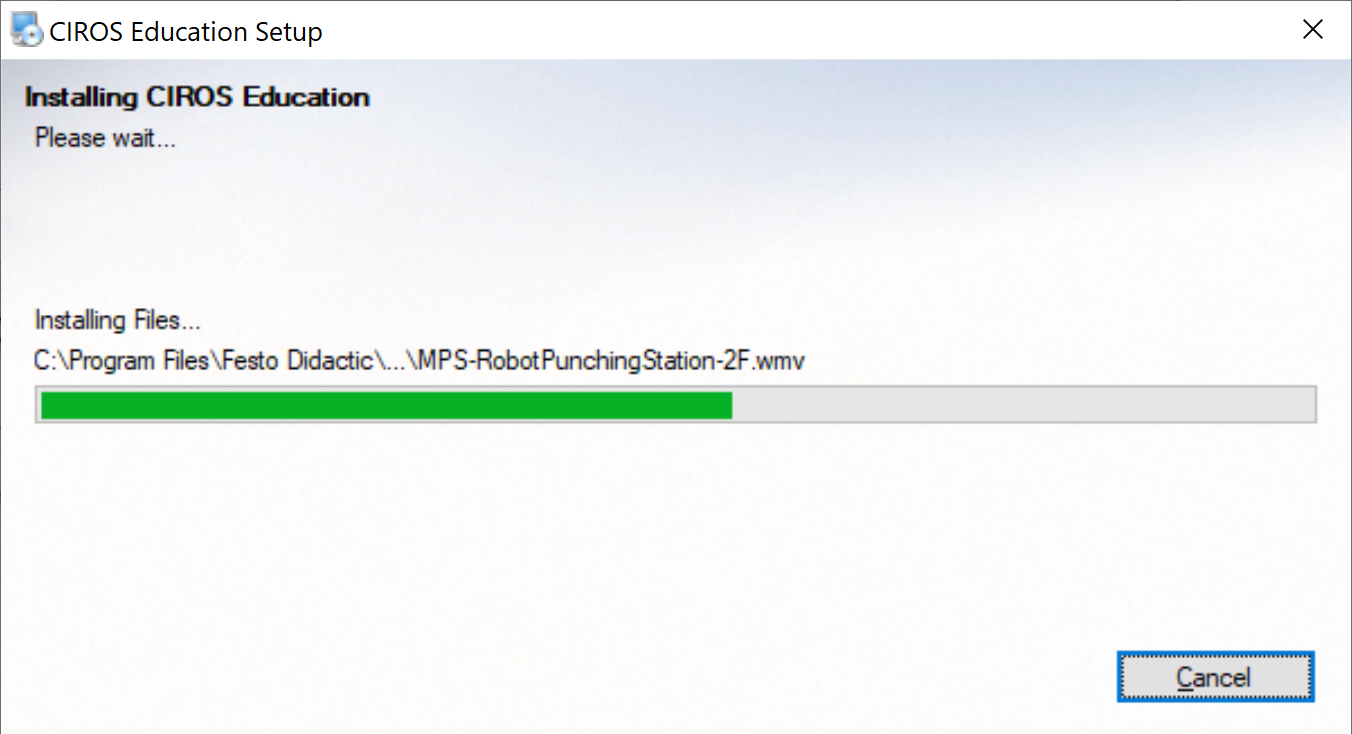 CIROS Education Setup
Installing CIROS Education
Please wait...
Installing Files...
C:\Program Files\Festo Didactic\...\MPS-RobotPunchingStation-2F.wmv
Cancel